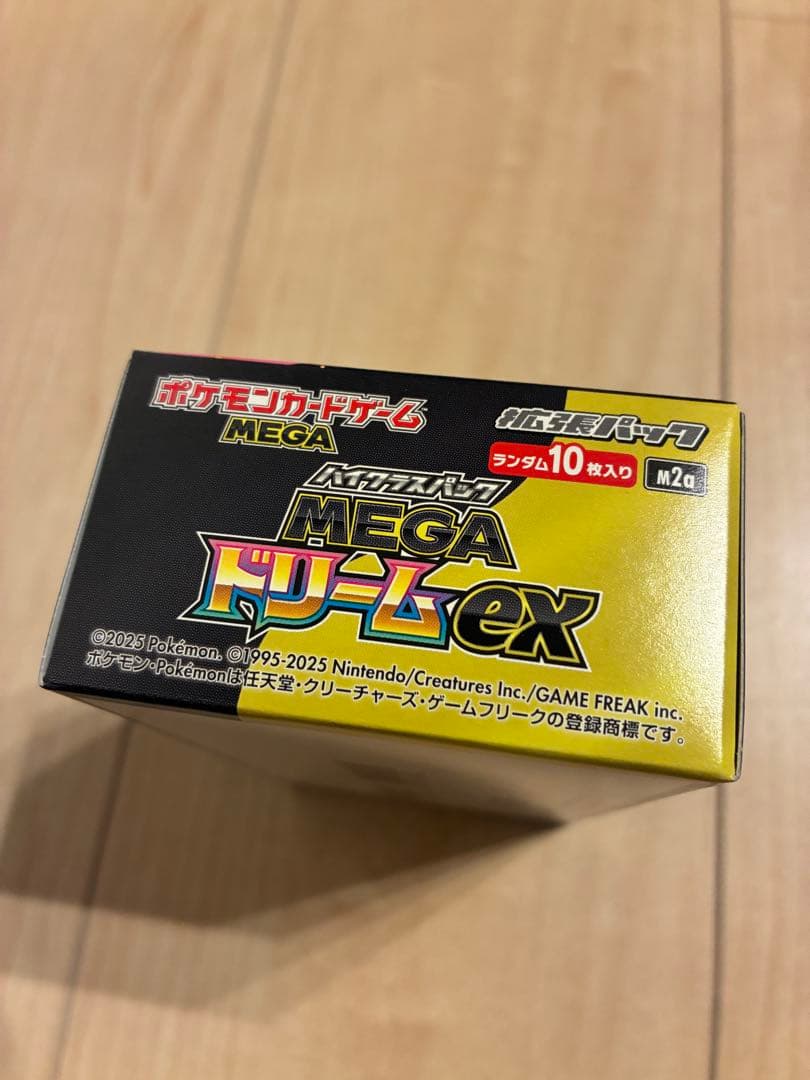 ポケモンカードゲーム
MEGA
拡張パック
ランダム10枚入り
M2a
ハイクラスパック
MEGA
ドリームex
©2025 Pokémon. ©1995-2025 Nintendo/Creatures Inc./GAME FREAK inc.
ポケモン・Pokémonは任天堂・クリーチャーズ・ゲームフリークの登録商標です。